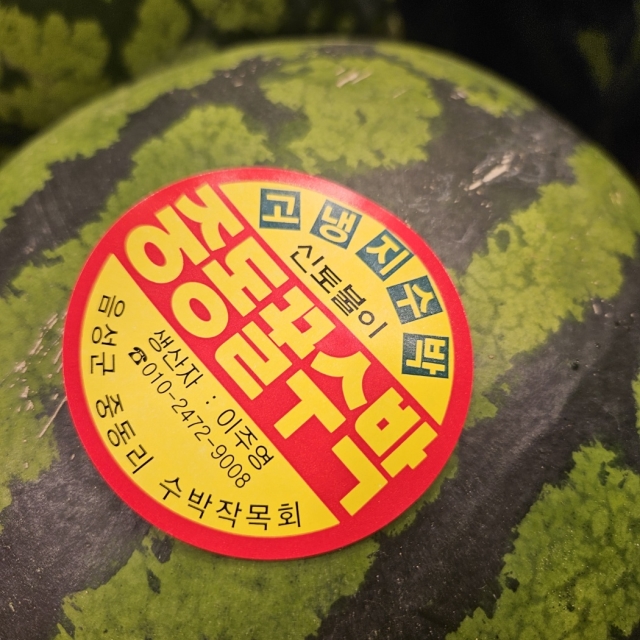 고냉지수박
신토불이
중동꿀수박
생산자 : 이주영
☎010-2472-9008
음성군 중동리 수박작목회